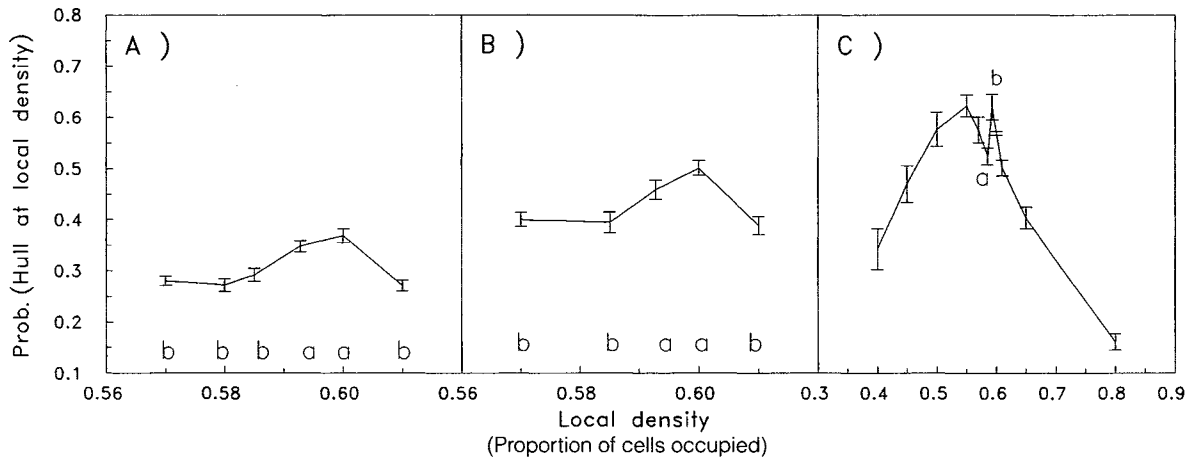 Prob. (Hull at local density)
0.8
0.7
0.6
0.5
0.4
0.3
0.2
0.1
A )
B )
C )
b
a
b b b a a b
b b a a b
0.56 0.58 0.60 0.56 0.58 0.60 0.3 0.4 0.5 0.6 0.7 0.8 0.9
Local density
(Proportion of cells occupied)